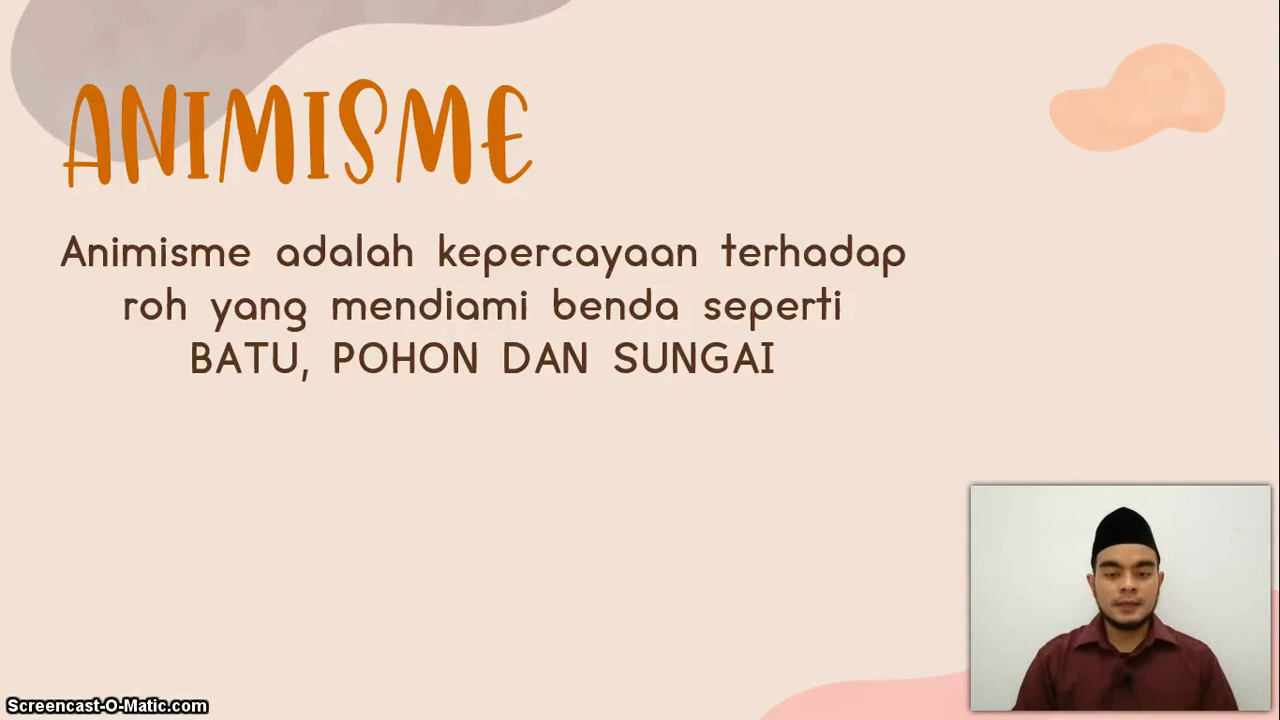 ANIMISME
Animisme adalah kepercayaan terhadap
roh yang mendiami benda seperti
BATU, POHON DAN SUNGAI
Screencast-O-Matic.com